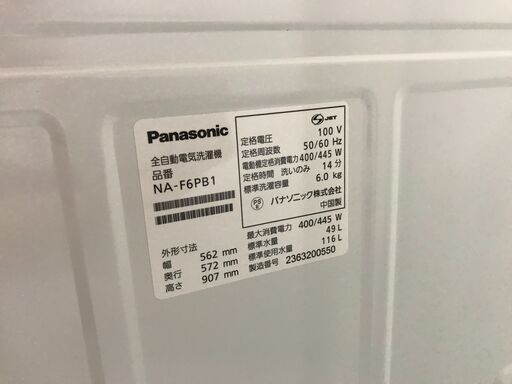 Panasonic
全自動電気洗濯機
品番
NA-F6PB1
外形寸法
幅 562 mm
奥行 572 mm
高さ 907 mm
JET
定格電圧 100 V
定格周波数 50/60 Hz
電動機定格消費電力 400/445 W
定格時間 洗いのみ 14 分
標準洗濯容量 6.0 kg
PS E パナソニック株式会社
中国製
最大消費電力 400/445 W
標準水量 49 L
標準使用水量 116 L
製造番号 2363200550